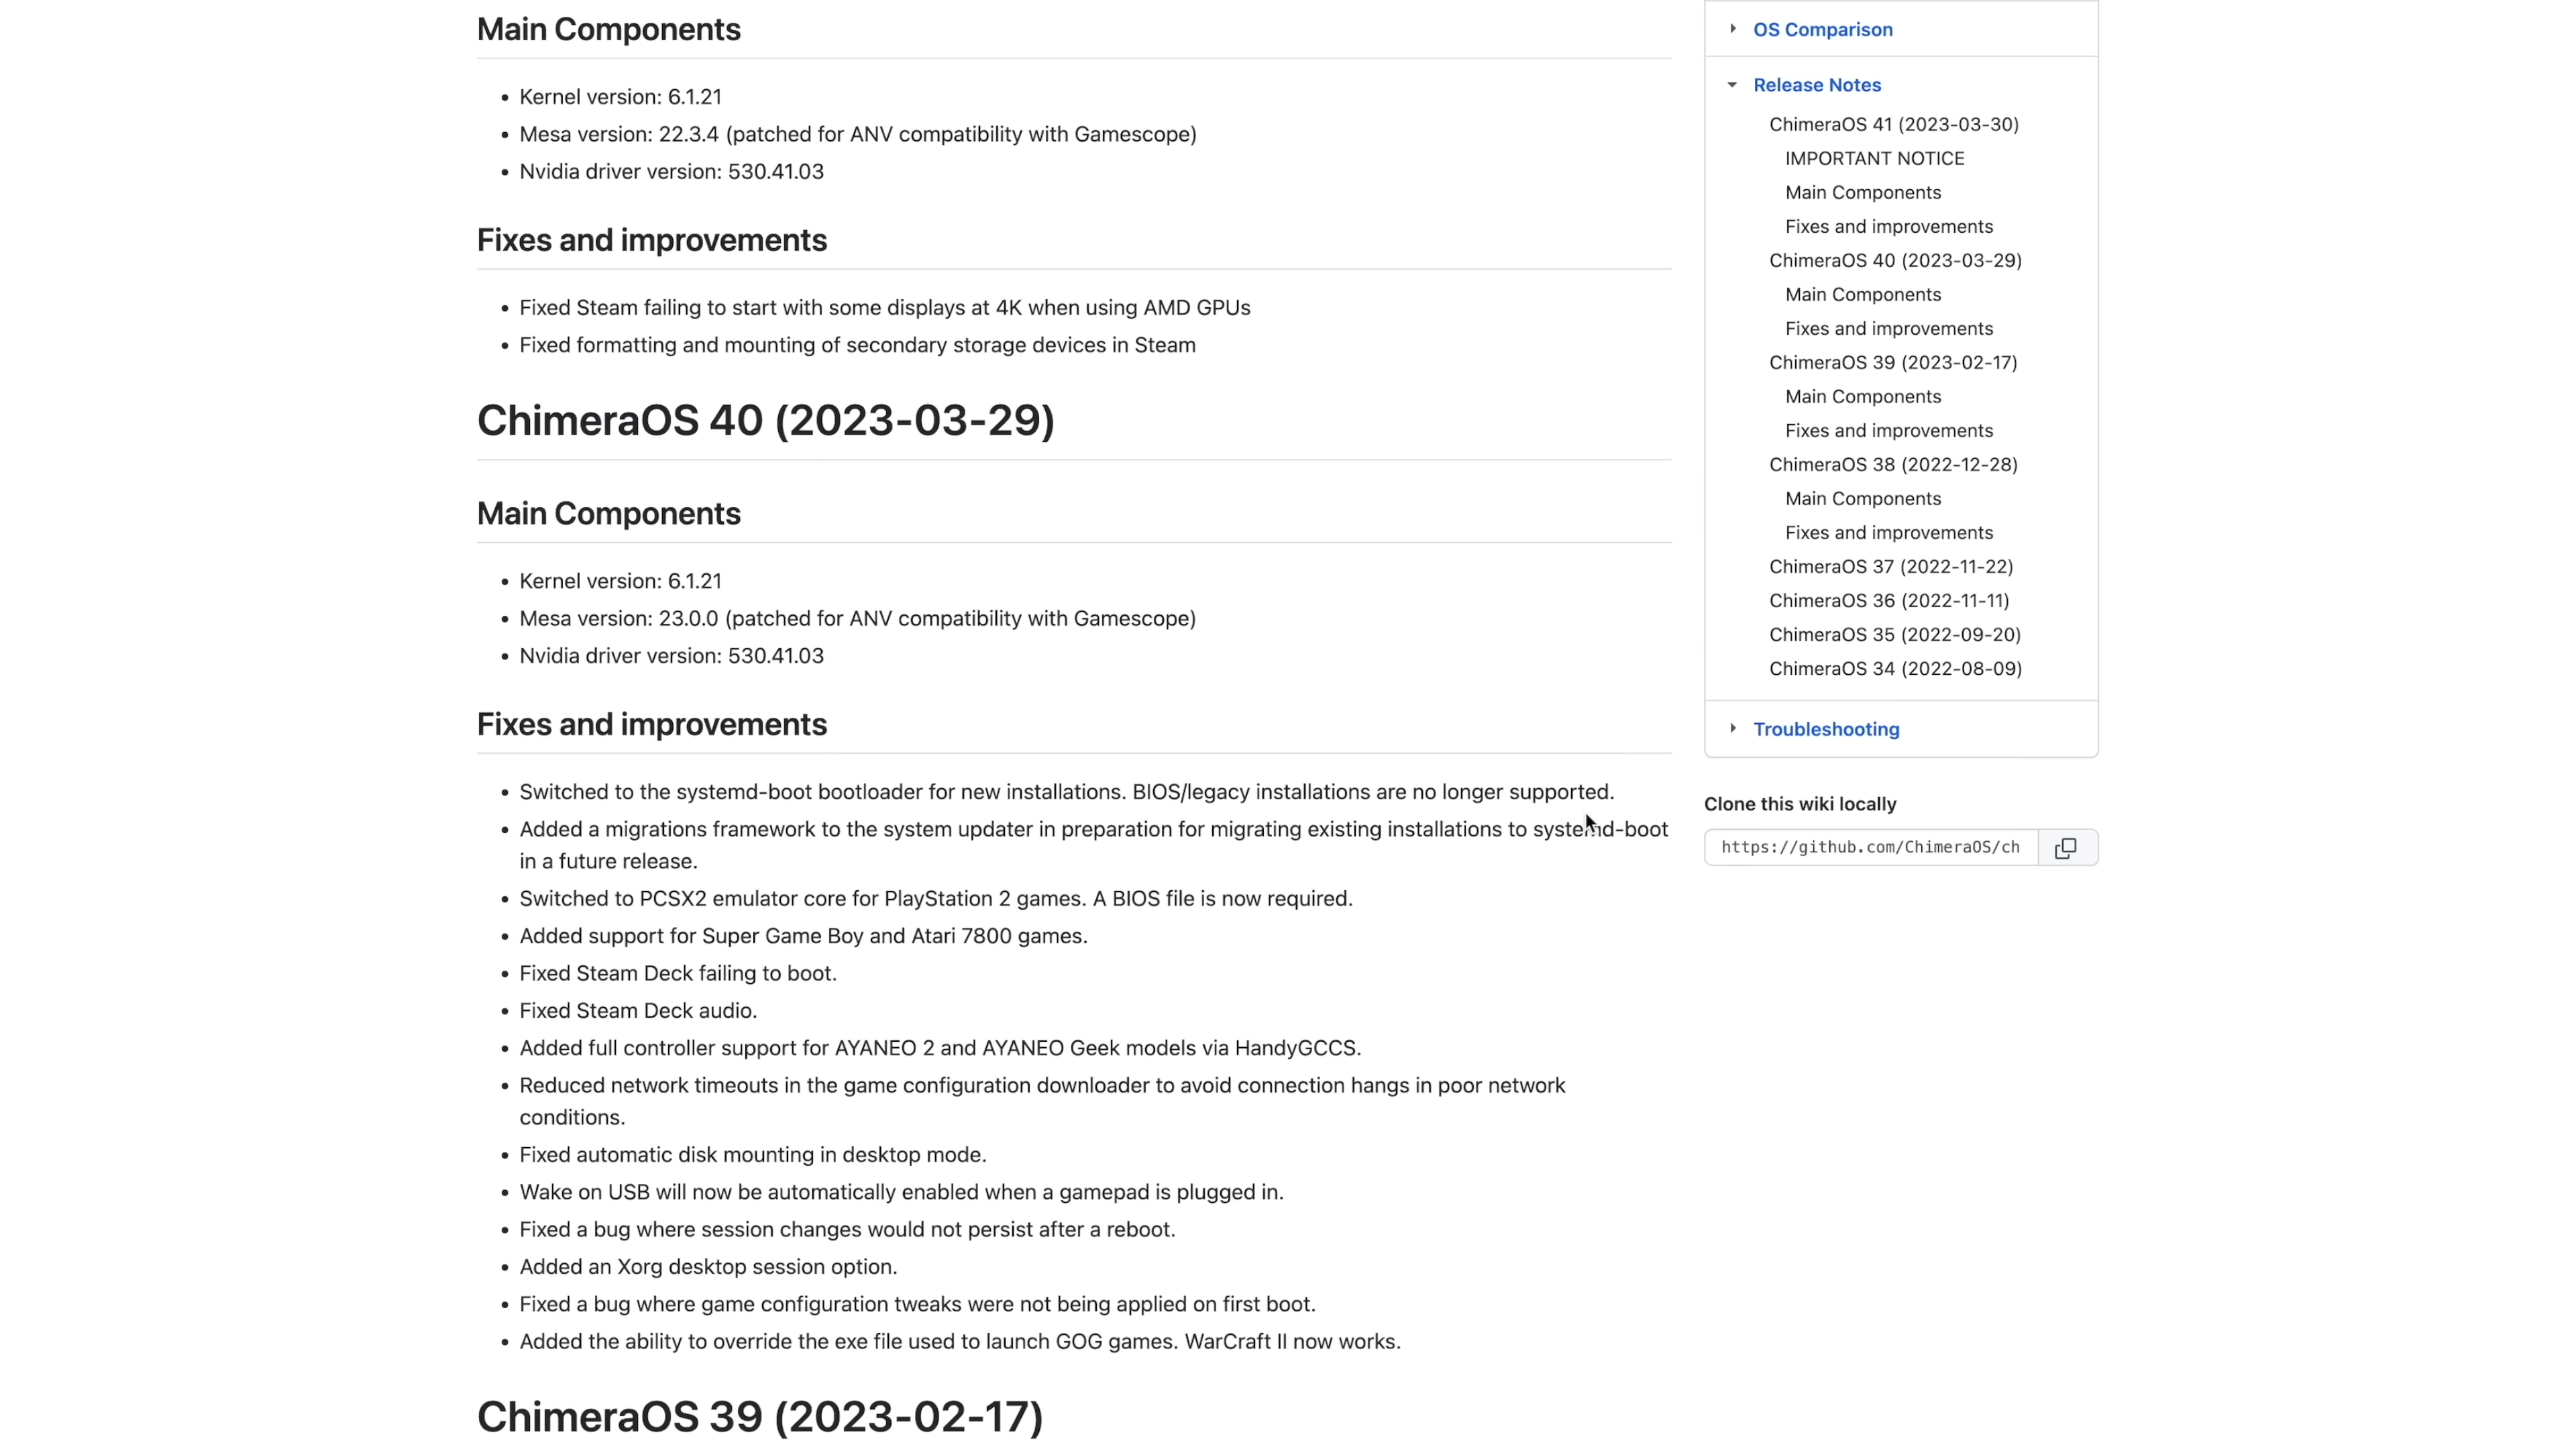 Main Components
Kernel version: 6.1.21
Mesa version: 22.3.4 (patched for ANV compatibility with Gamescope)
Nvidia driver version: 530.41.03
Fixes and improvements
Fixed Steam failing to start with some displays at 4K when using AMD GPUs
Fixed formatting and mounting of secondary storage devices in Steam
ChimeraOS 40 (2023-03-29)
Main Components
Kernel version: 6.1.21
Mesa version: 23.0.0 (patched for ANV compatibility with Gamescope)
Nvidia driver version: 530.41.03
Fixes and improvements
Switched to the systemd-boot bootloader for new installations. BIOS/legacy installations are no longer supported.
Added a migrations framework to the system updater in preparation for migrating existing installations to systemd-boot
in a future release.
Switched to PCSX2 emulator core for PlayStation 2 games. A BIOS file is now required.
Added support for Super Game Boy and Atari 7800 games.
Fixed Steam Deck failing to boot.
Fixed Steam Deck audio.
Added full controller support for AYANEO 2 and AYANEO Geek models via HandyGCCS.
Reduced network timeouts in the game configuration downloader to avoid connection hangs in poor network
conditions.
Fixed automatic disk mounting in desktop mode.
Wake on USB will now be automatically enabled when a gamepad is plugged in.
Fixed a bug where session changes would not persist after a reboot.
Added an Xorg desktop session option.
Fixed a bug where game configuration tweaks were not being applied on first boot.
Added the ability to override the exe file used to launch GOG games. WarCraft II now works.
ChimeraOS 39 (2023-02-17)
OS Comparison
Release Notes
ChimeraOS 41 (2023-03-30)
IMPORTANT NOTICE
Main Components
Fixes and improvements
ChimeraOS 40 (2023-03-29)
Main Components
Fixes and improvements
ChimeraOS 39 (2023-02-17)
Main Components
Fixes and improvements
ChimeraOS 38 (2022-12-28)
Main Components
Fixes and improvements
ChimeraOS 37 (2022-11-22)
ChimeraOS 36 (2022-11-11)
ChimeraOS 35 (2022-09-20)
ChimeraOS 34 (2022-08-09)
Troubleshooting
Clone this wiki locally
https://github.com/ChimeraOS/ch